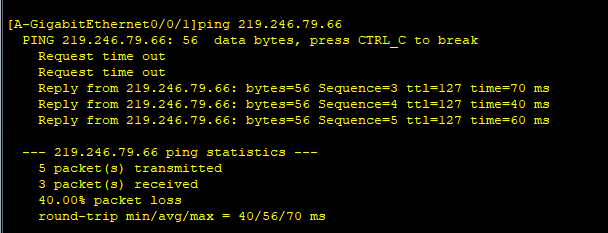 [A-GigabitEthernet0/0/1]ping 219.246.79.66
PING 219.246.79.66: 56 data bytes, press CTRL_C to break
Request time out
Request time out
Reply from 219.246.79.66: bytes=56 Sequence=3 ttl=127 time=70 ms
Reply from 219.246.79.66: bytes=56 Sequence=4 ttl=127 time=40 ms
Reply from 219.246.79.66: bytes=56 Sequence=5 ttl=127 time=60 ms
--- 219.246.79.66 ping statistics ---
5 packet(s) transmitted
3 packet(s) received
40.00% packet loss
round-trip min/avg/max = 40/56/70 ms